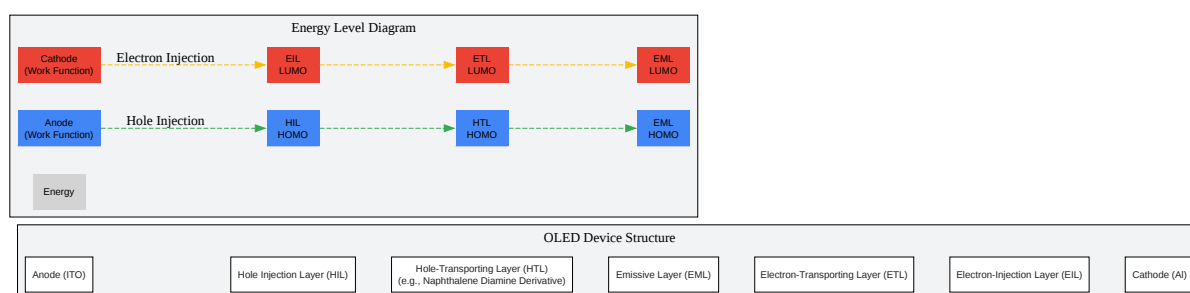 Energy Level Diagram
Cathode
(Work Function)
Electron Injection
EIL
LUMO
ETL
LUMO
EML
LUMO
Anode
(Work Function)
Hole Injection
HIL
HOMO
HTL
HOMO
EML
HOMO
Energy
OLED Device Structure
Anode (ITO)
Hole Injection Layer (HIL)
Hole-Transporting Layer (HTL)
(e.g., Naphthalene Diamine Derivative)
Emissive Layer (EML)
Electron-Transporting Layer (ETL)
Electron-Injection Layer (EIL)
Cathode (Al)